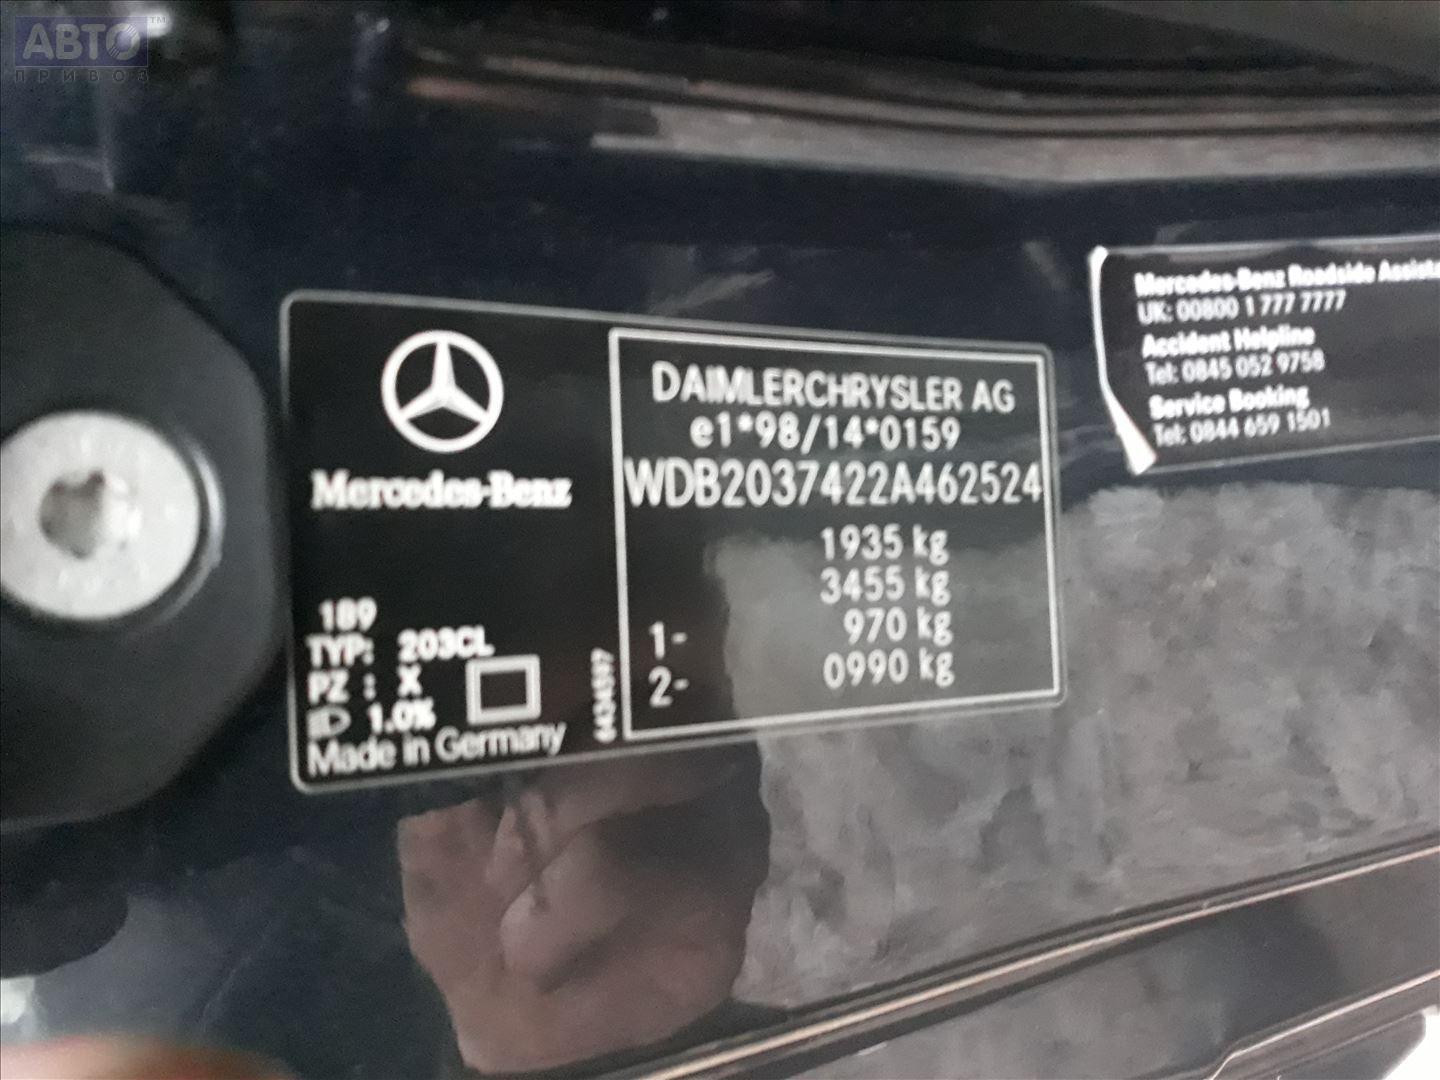 АВТО™
ПРИВОЗ
Mercedes-Benz
189
TYP: 203CL
PZ : X
1.0%
Made in Germany
6434597
DAIMLERCHRYSLER AG
e1*98/14*0159
WDB2037422A462524
1935 kg
3455 kg
1- 970 kg
2- 0990 kg
Mercedes-Benz Roadside
UK: 00800 1 777 7777
Accident Helpline
Tel: 0845 052 9758
Service Booking
Tel: 0844 659 1501